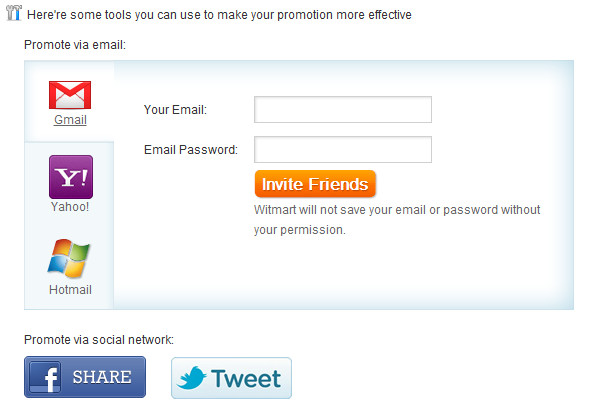 Here're some tools you can use to make your promotion more effective
Promote via email:
Gmail
Your Email:
Email Password:
Y!
Yahoo!
Invite Friends
Witmart will not save your email or password without
your permission.
Hotmail
Promote via social network:
f SHARE
Tweet